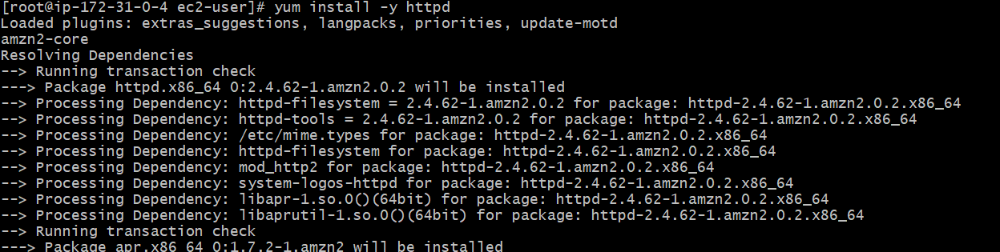 [root@ip-172-31-0-4 ec2-user]# yum install -y httpd
Loaded plugins: extras_suggestions, langpacks, priorities, update-motd
amzn2-core
Resolving Dependencies
--> Running transaction check
---> Package httpd.x86_64 0:2.4.62-1.amzn2.0.2 will be installed
--> Processing Dependency: httpd-filesystem = 2.4.62-1.amzn2.0.2 for package: httpd-2.4.62-1.amzn2.0.2.x86_64
--> Processing Dependency: httpd-tools = 2.4.62-1.amzn2.0.2 for package: httpd-2.4.62-1.amzn2.0.2.x86_64
--> Processing Dependency: /etc/mime.types for package: httpd-2.4.62-1.amzn2.0.2.x86_64
--> Processing Dependency: httpd-filesystem for package: httpd-2.4.62-1.amzn2.0.2.x86_64
--> Processing Dependency: mod_http2 for package: httpd-2.4.62-1.amzn2.0.2.x86_64
--> Processing Dependency: system-logos-httpd for package: httpd-2.4.62-1.amzn2.0.2.x86_64
--> Processing Dependency: libapr-1.so.0()(64bit) for package: httpd-2.4.62-1.amzn2.0.2.x86_64
--> Processing Dependency: libaprutil-1.so.0()(64bit) for package: httpd-2.4.62-1.amzn2.0.2.x86_64
--> Running transaction check
---> Package apr.x86_64 0:1.7.2-1.amzn2 will be installed